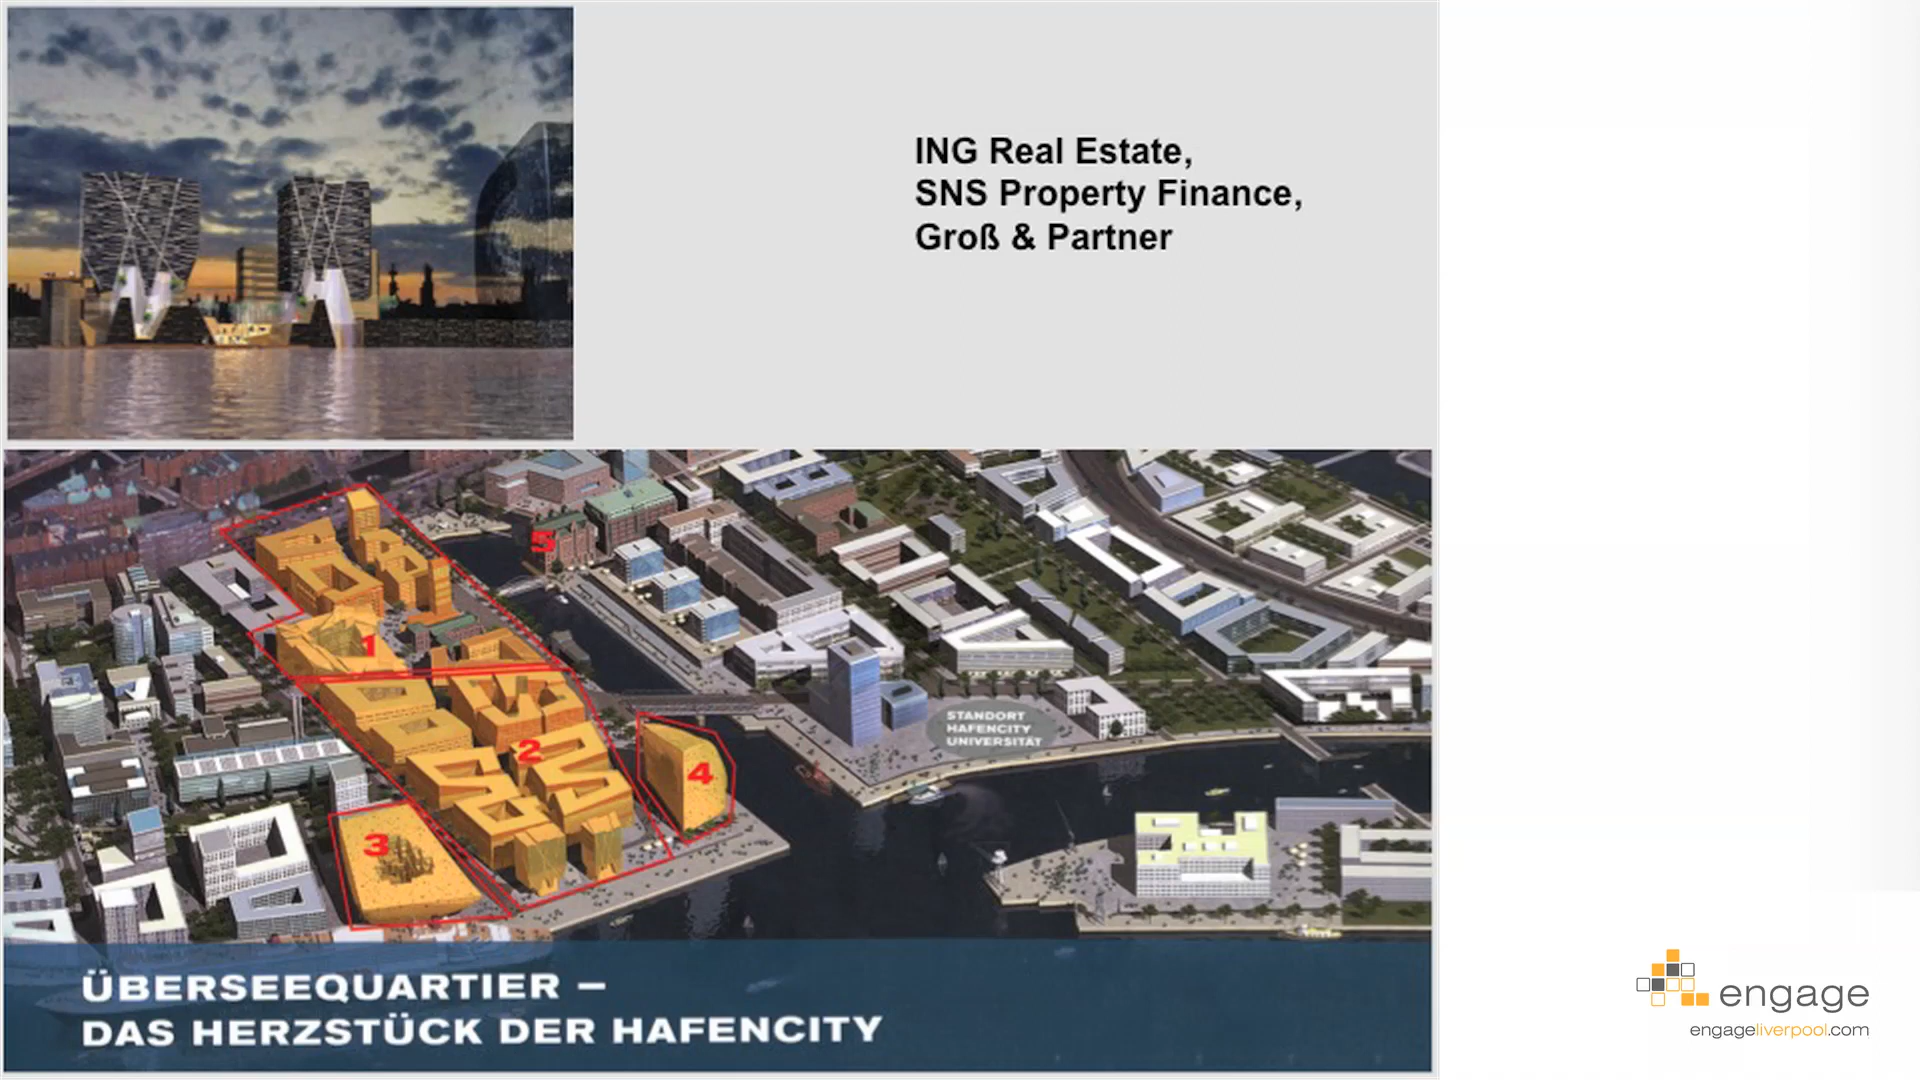 ING Real Estate,
SNS Property Finance,
Groß & Partner
5
1
2
4
3
STANDORT
HAFENCITY
UNIVERSITÄT
ÜBERSEEQUARTIER –
DAS HERZSTÜCK DER HAFENCITY
engage
engageliverpool.com